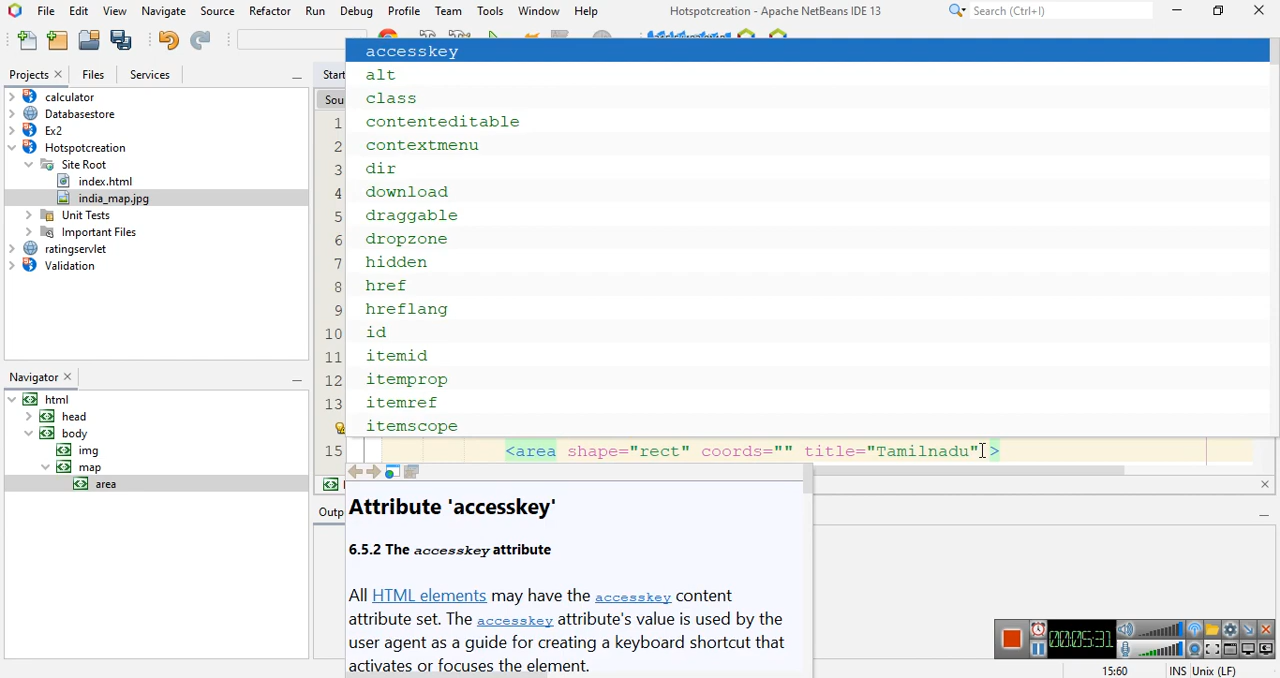 File Edit View Navigate Source Refactor Run Debug Profile Team Tools Window Help Hotspotcreation - Apache NetBeans IDE 13 Search (Ctrl+I)
Projects Files Services
Start
calculator
Databasestore
Ex2
Hotspotcreation
Site Root
index.html
india_map.jpg
Unit Tests
Important Files
ratingservlet
Validation
Navigator
html
head
body
img
map
area
Sou
1
2
3
4
5
6
7
8
9
10
11
12
13
accesskey
alt
class
contenteditable
contextmenu
dir
download
draggable
dropzone
hidden
href
hreflang
id
itemid
itemprop
itemref
itemscope
15 <area shape="rect" coords="" title="Tamilnadu" >
Outp
Attribute 'accesskey'
6.5.2 The accesskey attribute
All HTML elements may have the accesskey content
attribute set. The accesskey attribute's value is used by the
user agent as a guide for creating a keyboard shortcut that
activates or focuses the element.
00:05:31
15:60 INS Unix (LF)